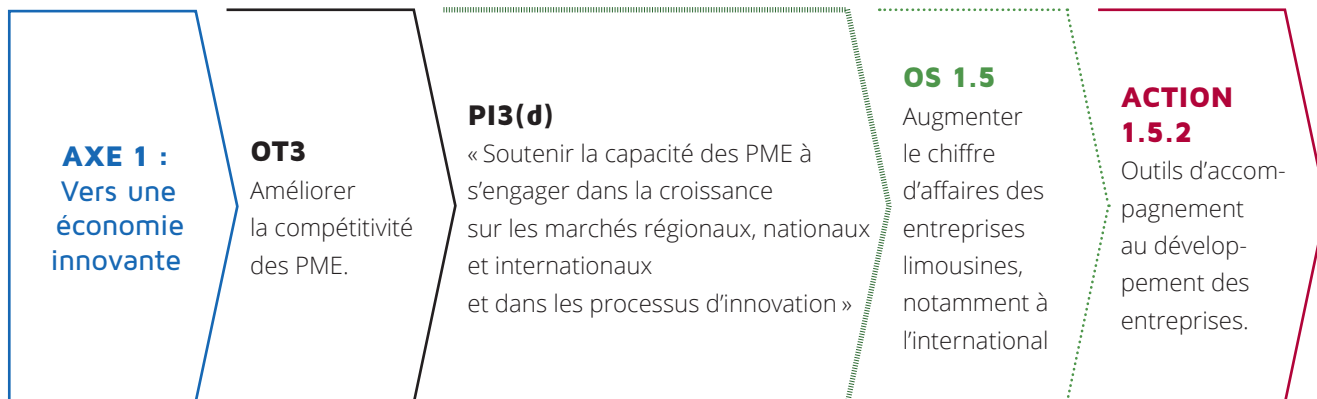 AXE 1 :
Vers une
économie
innovante
OT3
Améliorer
la compétitivité
des PME.
PI3(d)
« Soutenir la capacité des PME à
s’engager dans la croissance
sur les marchés régionaux, nationaux
et internationaux
et dans les processus d’innovation »
OS 1.5
Augmenter
le chiffre
d’affaires des
entreprises
limousines,
notamment à
l’international
ACTION
1.5.2
Outils d’accom-
pagnement
au dévelop-
pement des
entreprises.